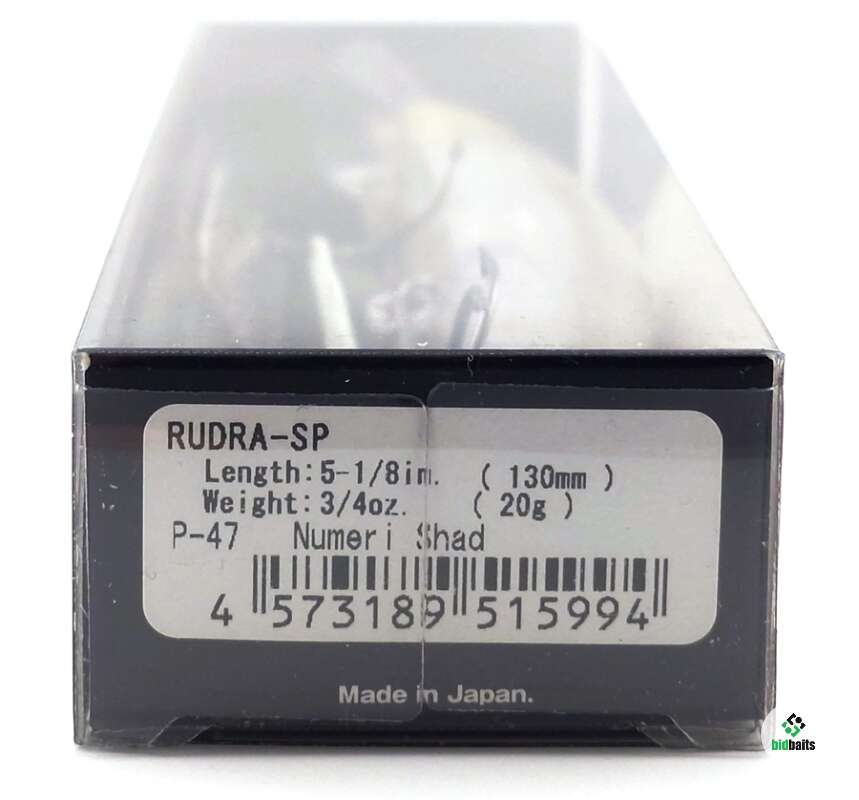 RUDRA-SP
Length:5-1/8in. ( 130mm )
Weight:3/4oz. ( 20g )
P-47 Numeri Shad
4 573189 515994
Made in Japan.
bidbaits